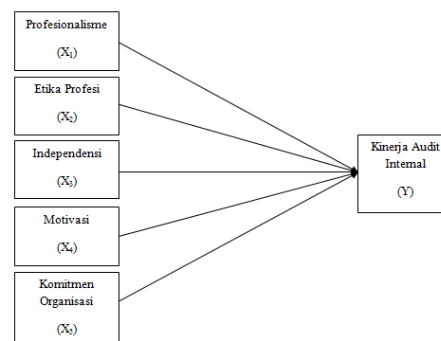 Profesionalisme
(X₁)
Etika Profesi
(X₂)
Independensi
(X₃)
Motivasi
(X₄)
Komitmen
Organisasi
(X₅)
Kinerja Audit
Internal
(Y)